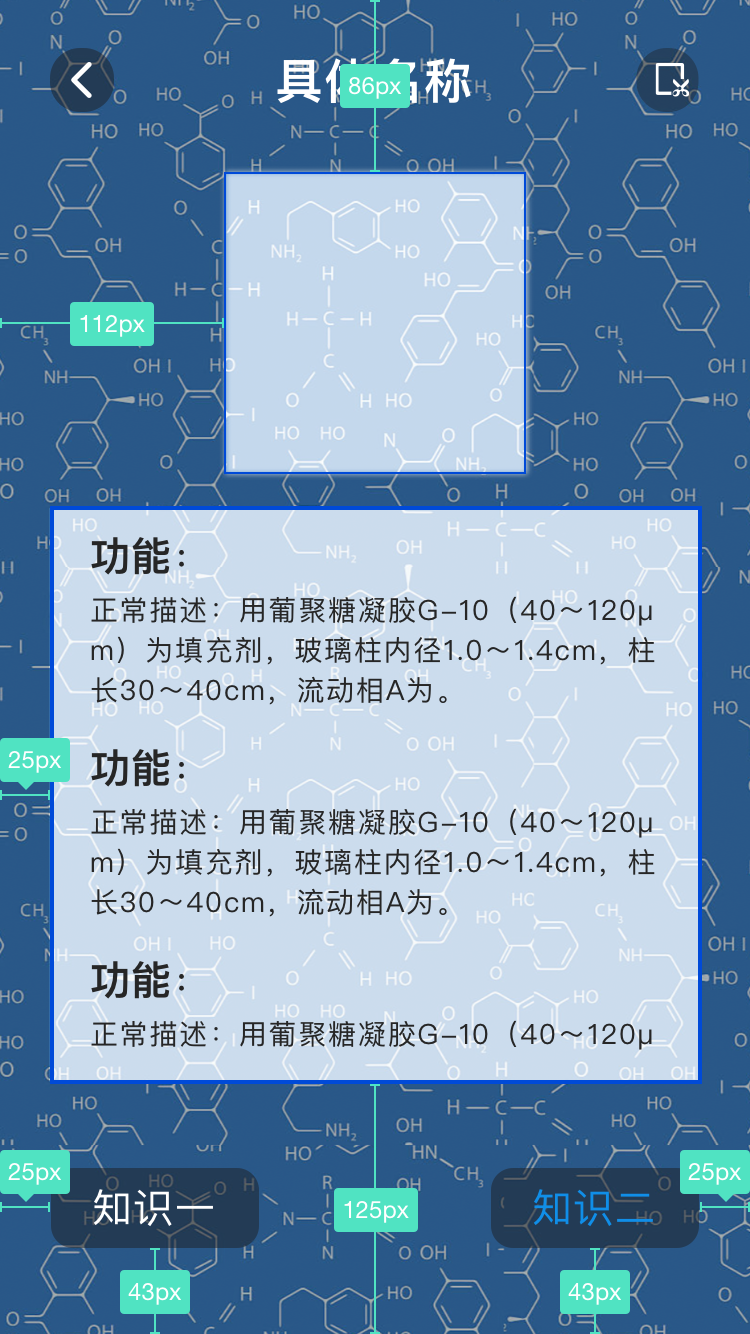 具体名称
86px
112px
功能：
正常描述：用葡聚糖凝胶G-10（40～120μ
m）为填充剂，玻璃柱内径1.0～1.4cm，柱
长30～40cm，流动相A为。
25px
功能：
正常描述：用葡聚糖凝胶G-10（40～120μ
m）为填充剂，玻璃柱内径1.0～1.4cm，柱
长30～40cm，流动相A为。
功能：
正常描述：用葡聚糖凝胶G-10（40～120μ
25px
25px
知识一
125px
知识二
43px
43px